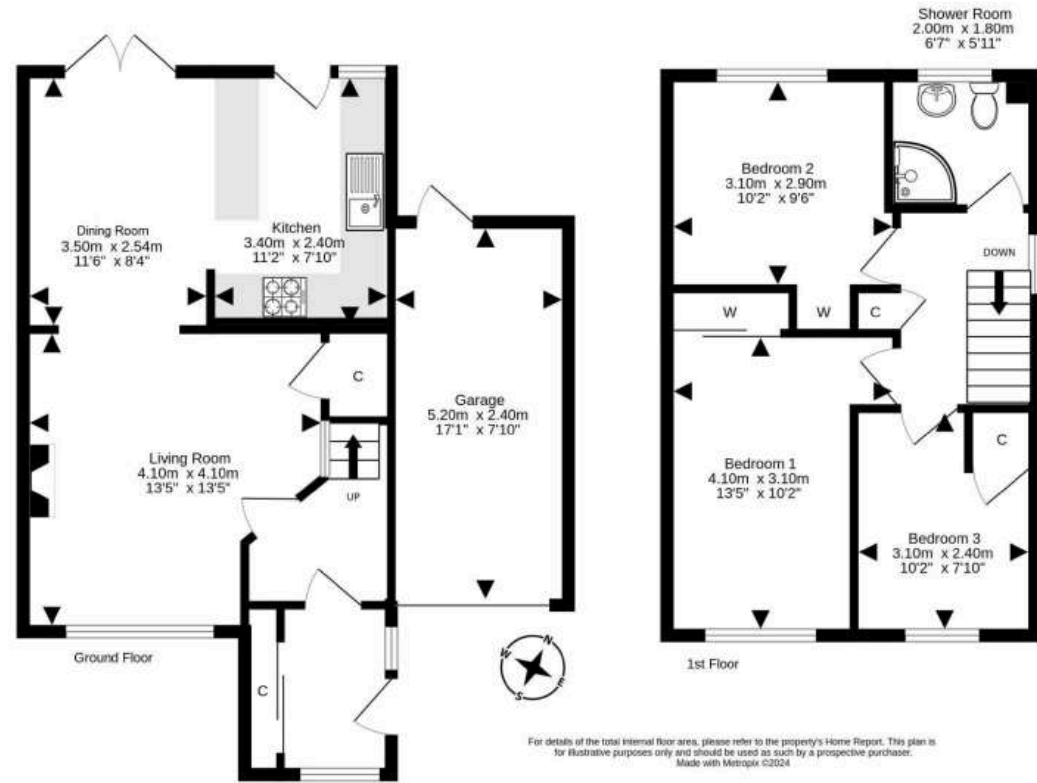 Shower Room
2.00m x 1.80m
6'7" x 5'11"
Bedroom 2
3.10m x 2.90m
10'2" x 9'6"
Dining Room
3.50m x 2.54m
11'6" x 8'4"
Kitchen
3.40m x 2.40m
11'2" x 7'10"
DOWN
W
W
C
C
Garage
5.20m x 2.40m
17'1" x 7'10"
Living Room
4.10m x 4.10m
13'5" x 13'5"
UP
Bedroom 1
4.10m x 3.10m
13'5" x 10'2"
C
Bedroom 3
3.10m x 2.40m
10'2" x 7'10"
Ground Floor
1st Floor
C
N
W
E
S
For details of the total internal floor area, please refer to the property's Home Report. This plan is
for illustrative purposes only and should be used as such by a prospective purchaser.
Made with Metropix ©2024